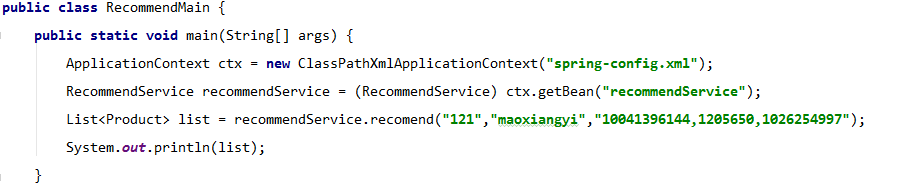 public class RecommendMain {
public static void main(String[] args) {
ApplicationContext ctx = new ClassPathXmlApplicationContext("spring-config.xml");
RecommendService recommendService = (RecommendService) ctx.getBean("recommendService");
List<Product> list = recommendService.recomend("121","maoxiangyi","10041396144,1205650,1026254997");
System.out.println(list);
}